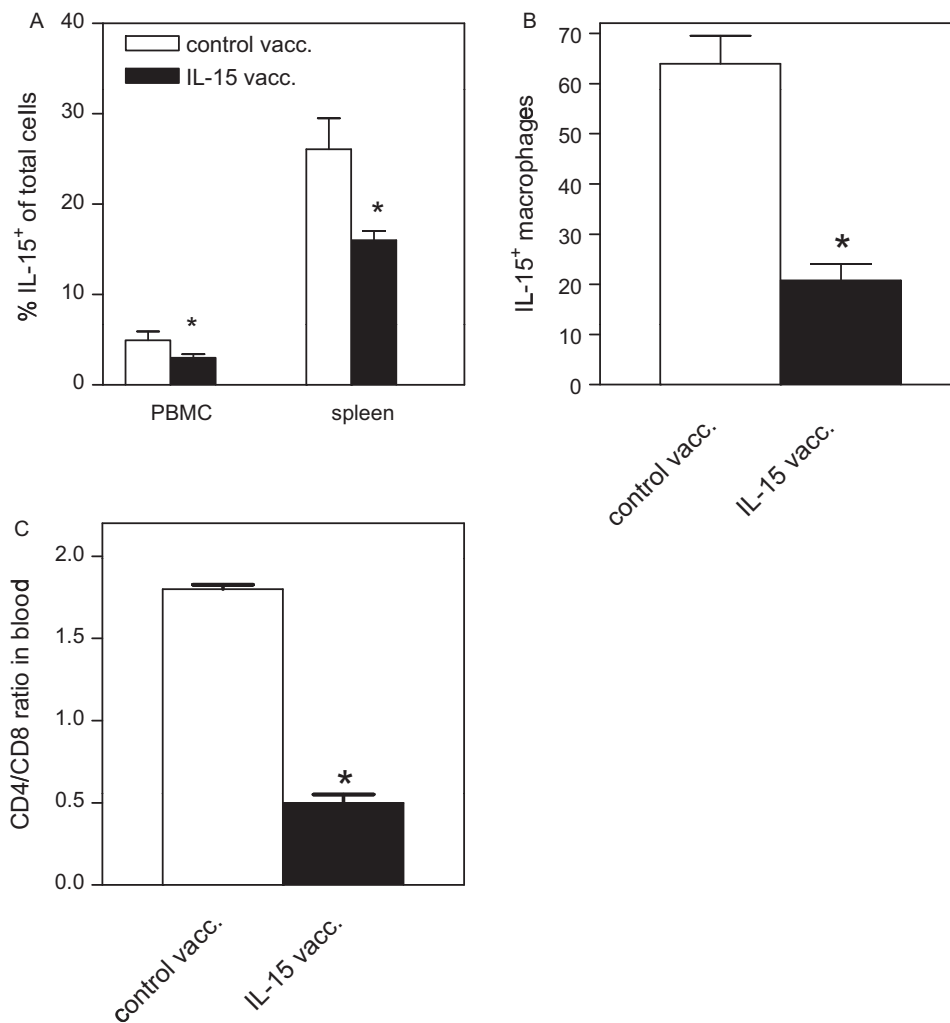 A
40
30
20
10
0
% IL-15+ of total cells
control vacc.
IL-15 vacc.
*
*
PBMC
spleen
B
70
60
50
40
30
20
10
0
IL-15+ macrophages
*
control vacc.
IL-15 vacc.
C
2.0
1.5
1.0
0.5
0.0
CD4/CD8 ratio in blood
*
control vacc.
IL-15 vacc.